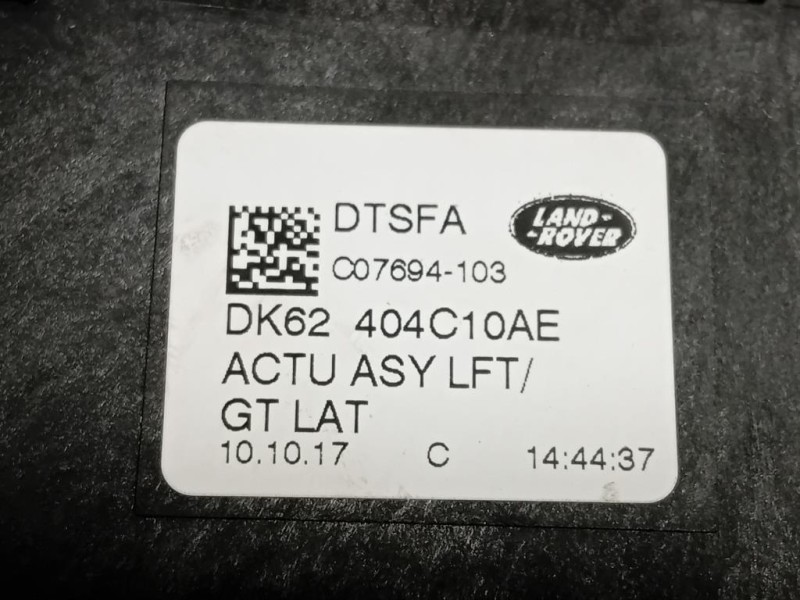 DTSFA
LAND-
-ROVER
C07694-103
DK62 404C10AE
ACTU ASY LFT/
GT LAT
10.10.17 C 14:44:37